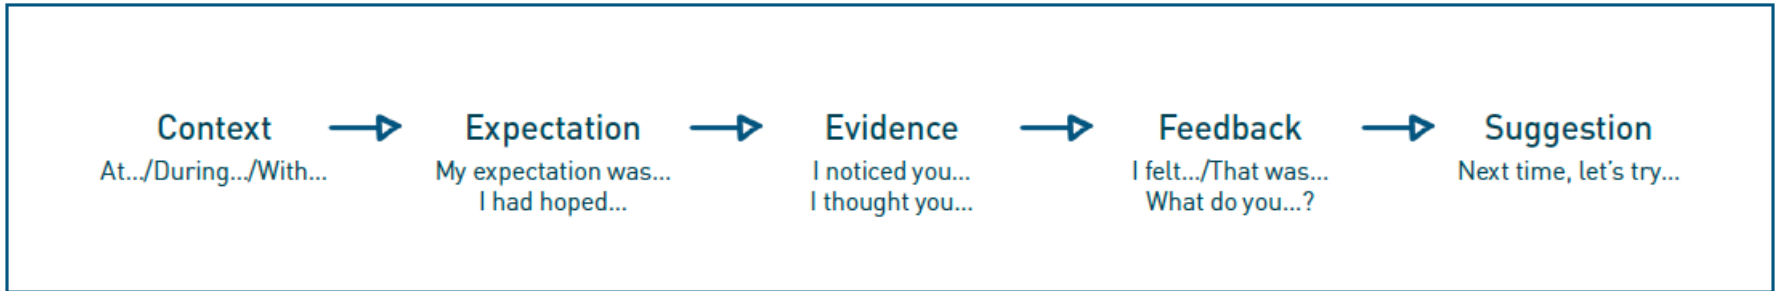 Context
At.../During.../With...
Expectation
My expectation was...
I had hoped...
Evidence
I noticed you...
I thought you...
Feedback
I felt.../That was...
What do you...?
Suggestion
Next time, let's try...